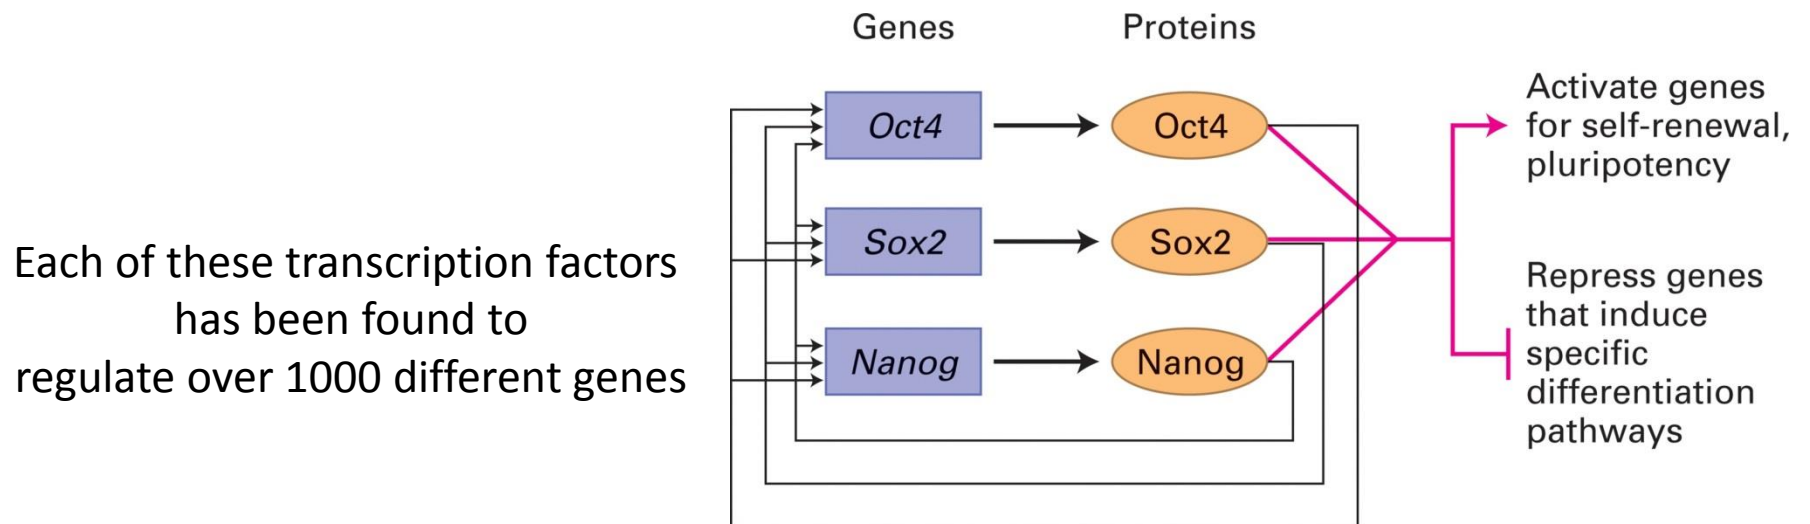 Each of these transcription factors
has been found to
regulate over 1000 different genes
Genes
Proteins
Oct4
Oct4
Sox2
Sox2
Nanog
Nanog
Activate genes
for self-renewal,
pluripotency
Repress genes
that induce
specific
differentiation
pathways